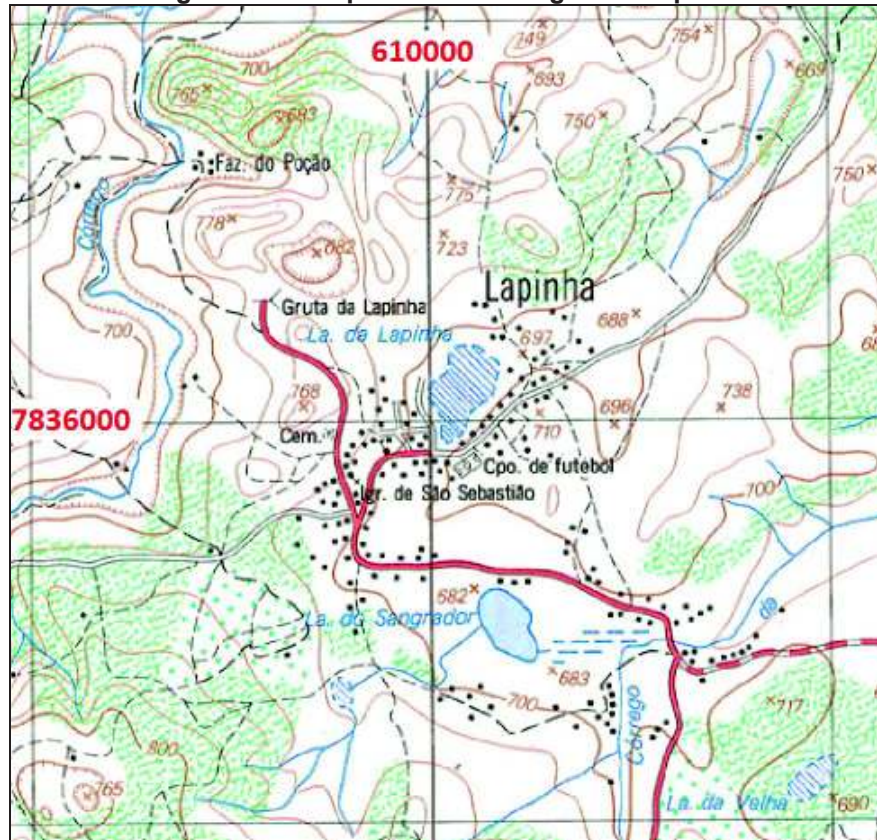 610000
749
754
669
693
700
765
683
750
Faz. do Poção
775
750
Córrego
778
723
682
Lapinha
Gruta da Lapinha
La. da Lapinha
688
697
700
768
738
7836000
696
710
Cem.
Cpo. de futebol
Igr. de São Sebastião
700
682
da
La. do Sangrador
683
700
Córrego
717
800
765
La. da Velha
690